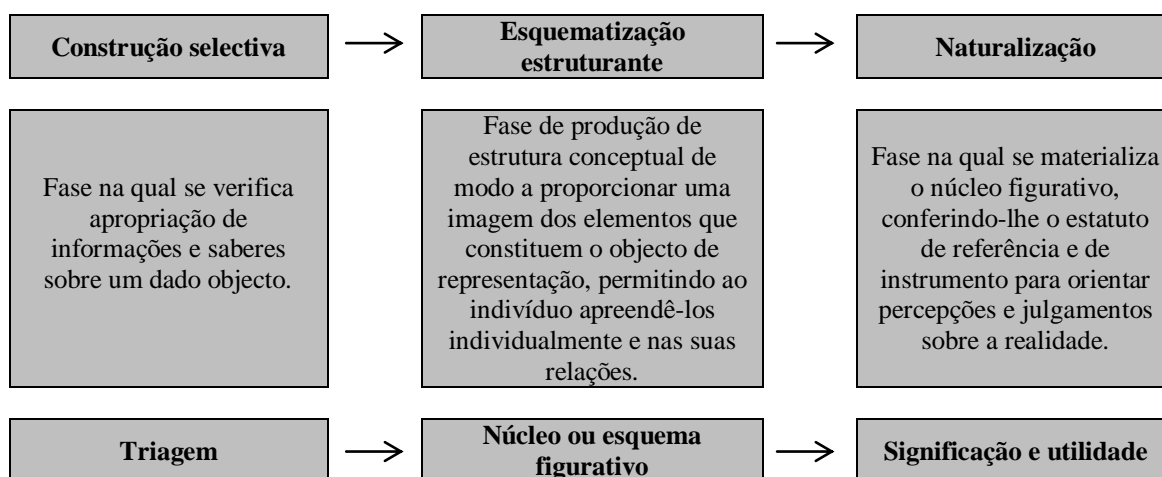 Construção selectiva
Esquematização
estruturante
Naturalização
Fase na qual se verifica
apropriação de
informações e saberes
sobre um dado objecto.
Fase de produção de
estrutura conceptual de
modo a proporcionar uma
imagem dos elementos que
constituem o objecto de
representação, permitindo ao
indivíduo apreendê-los
individualmente e nas suas
relações.
Fase na qual se materializa
o núcleo figurativo,
conferindo-lhe o estatuto
de referência e de
instrumento para orientar
percepções e julgamentos
sobre a realidade.
Triagem
Núcleo ou esquema
figurativo
Significação e utilidade